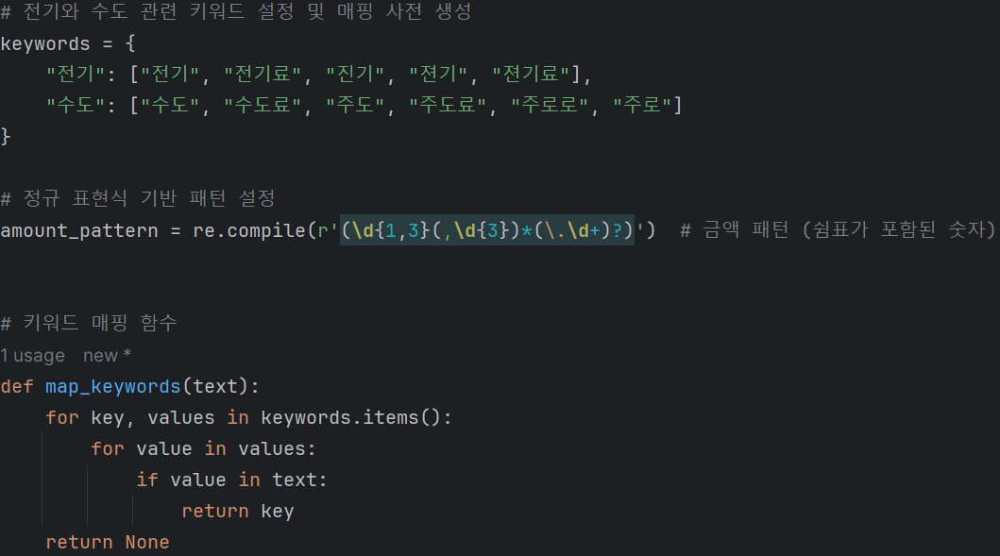 # 전기와 수도 관련 키워드 설정 및 매핑 사전 생성
keywords = {
    "전기": ["전기", "전기료", "진기", "젼기", "젼기료"],
    "수도": ["수도", "수도료", "주도", "주도료", "주로로", "주로"]
}
# 정규 표현식 기반 패턴 설정
amount_pattern = re.compile(r'(\d{1,3}(,\d{3})*(\.\d+)?)')  # 금액 패턴 (쉼표가 포함된 숫자)
# 키워드 매핑 함수
1 usage   new *
def map_keywords(text):
    for key, values in keywords.items():
        for value in values:
            if value in text:
                return key
    return None